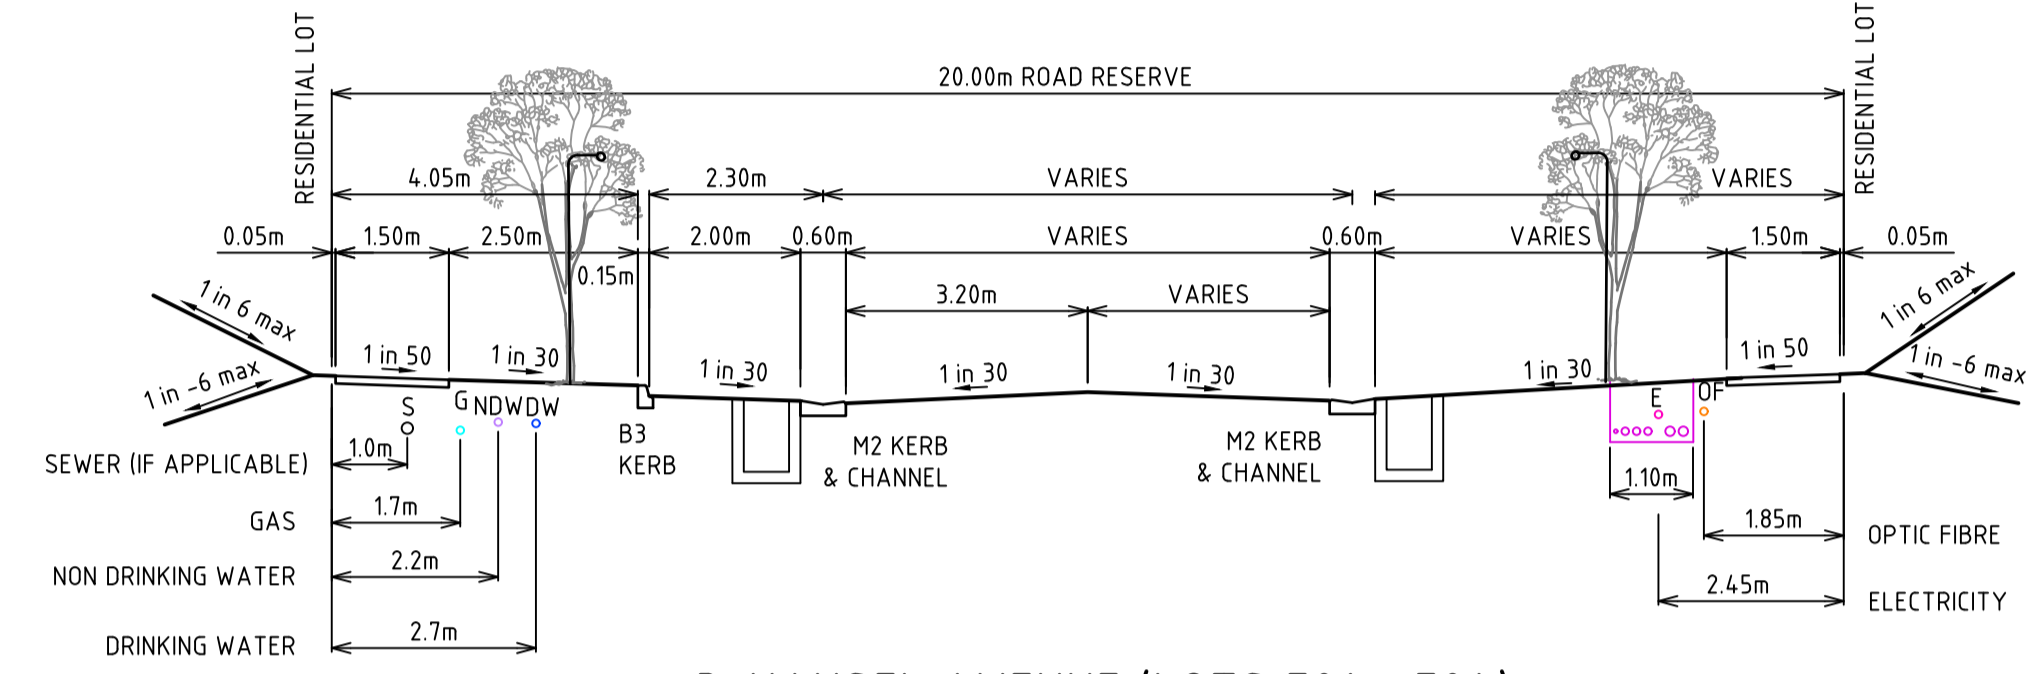 RESIDENTIAL LOT
RESIDENTIAL LOT
20.00m ROAD RESERVE
4.05m
2.30m
VARIES
VARIES
0.05m
1.50m
2.50m
2.00m
0.60m
VARIES
0.60m
VARIES
1.50m
0.05m
0.15m
3.20m
VARIES
1 in 6 max
1 in 6 max
1 in 50
1 in 30
1 in 30
1 in 30
1 in 30
1 in 30
1 in 50
1 in -6 max
1 in -6 max
S
G
NDW
DW
E
OF
B3
KERB
M2 KERB
& CHANNEL
M2 KERB
& CHANNEL
1.0m
SEWER (IF APPLICABLE)
1.10m
1.7m
GAS
1.85m
OPTIC FIBRE
2.2m
NON DRINKING WATER
2.45m
ELECTRICITY
2.7m
DRINKING WATER